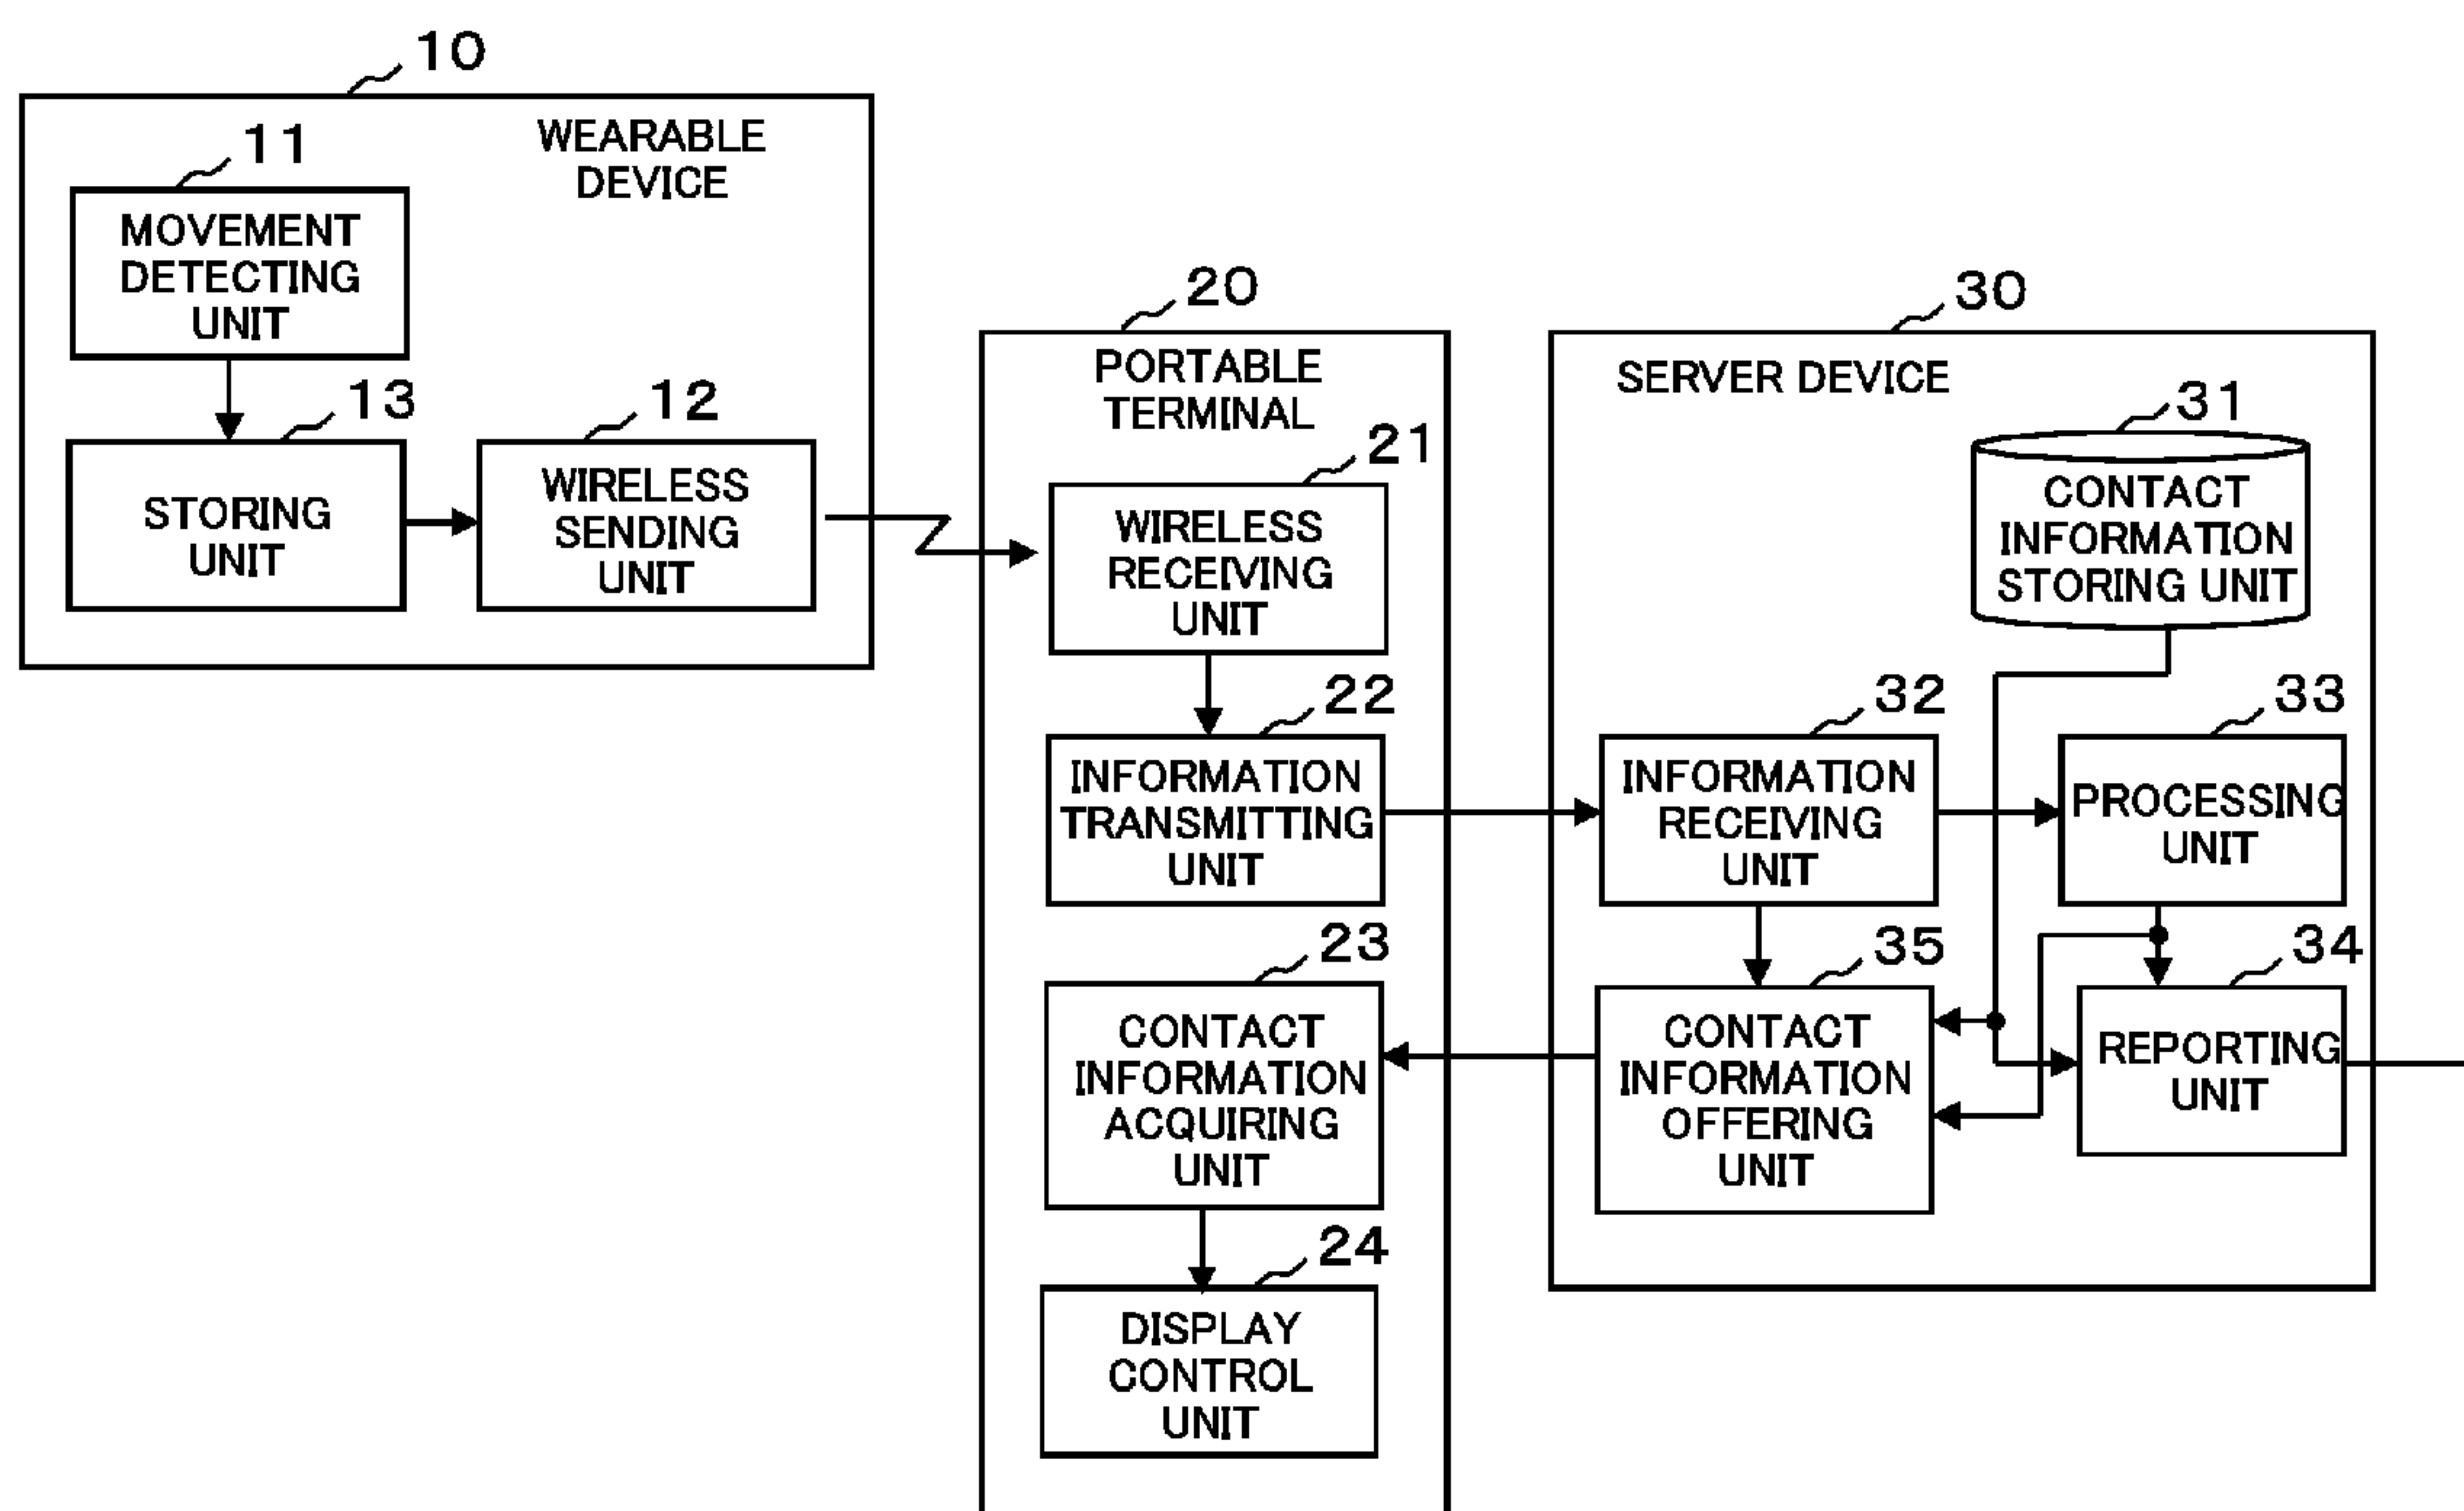 10
WEARABLE
DEVICE
11
MOVEMENT
DETECTING
UNIT
13
STORING
UNIT
12
WIRELESS
SENDING
UNIT
20
PORTABLE
TERMINAL
21
WIRELESS
RECEIVING
UNIT
22
INFORMATION
TRANSMITTING
UNIT
23
CONTACT
INFORMATION
ACQUIRING
UNIT
24
DISPLAY
CONTROL
UNIT
30
SERVER DEVICE
31
CONTACT
INFORMATION
STORING UNIT
32
INFORMATION
RECEIVING
UNIT
33
PROCESSING
UNIT
35
CONTACT
INFORMATION
OFFERING
UNIT
34
REPORTING
UNIT